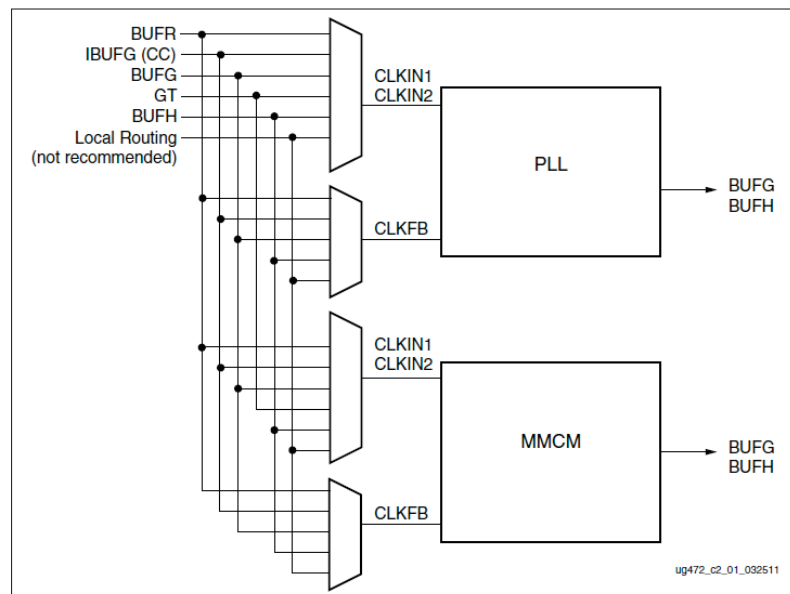 BUFR
IBUFG (CC)
BUFG
GT
BUFH
Local Routing
(not recommended)
CLKIN1
CLKIN2
PLL
BUFG
BUFH
CLKFB
CLKIN1
CLKIN2
MMCM
BUFG
BUFH
CLKFB
ug472_c2_01_032511